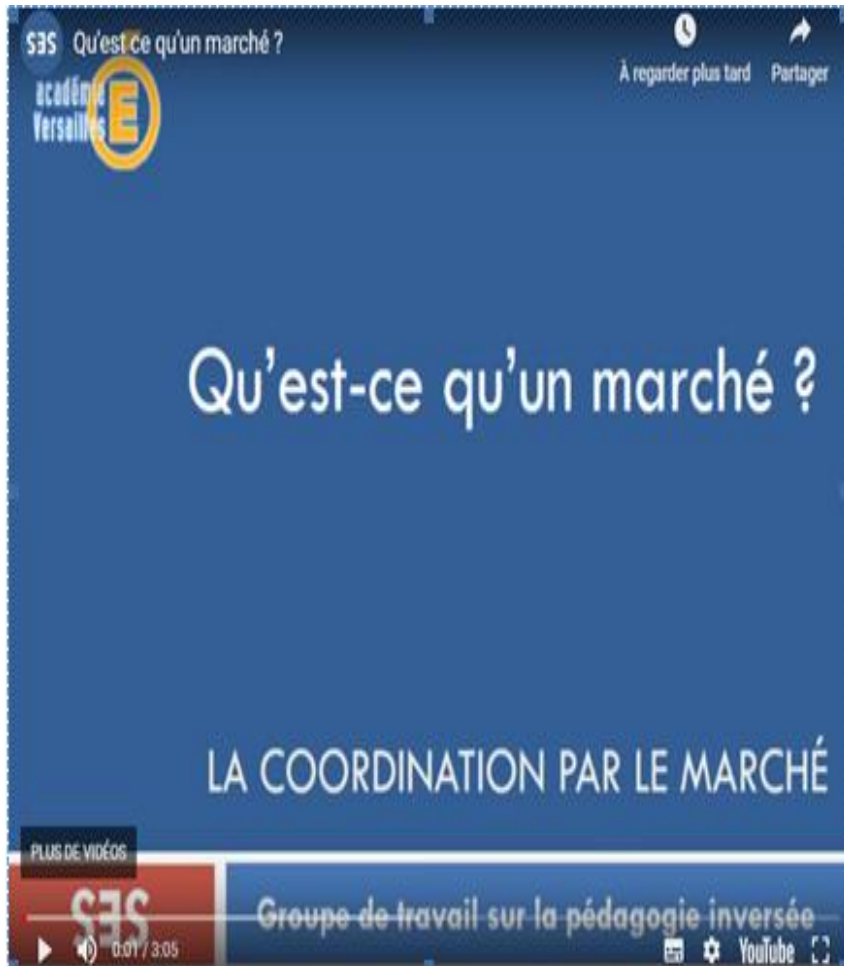 SES Qu'est ce qu'un marché ?
À regarder plus tard Partager
académie
Versailles
É
Qu'est-ce qu'un marché ?
LA COORDINATION PAR LE MARCHÉ
PLUS DE VIDÉOS
SES Groupe de travail sur la pédagogie inversée
0:01 / 3:05 YouTube